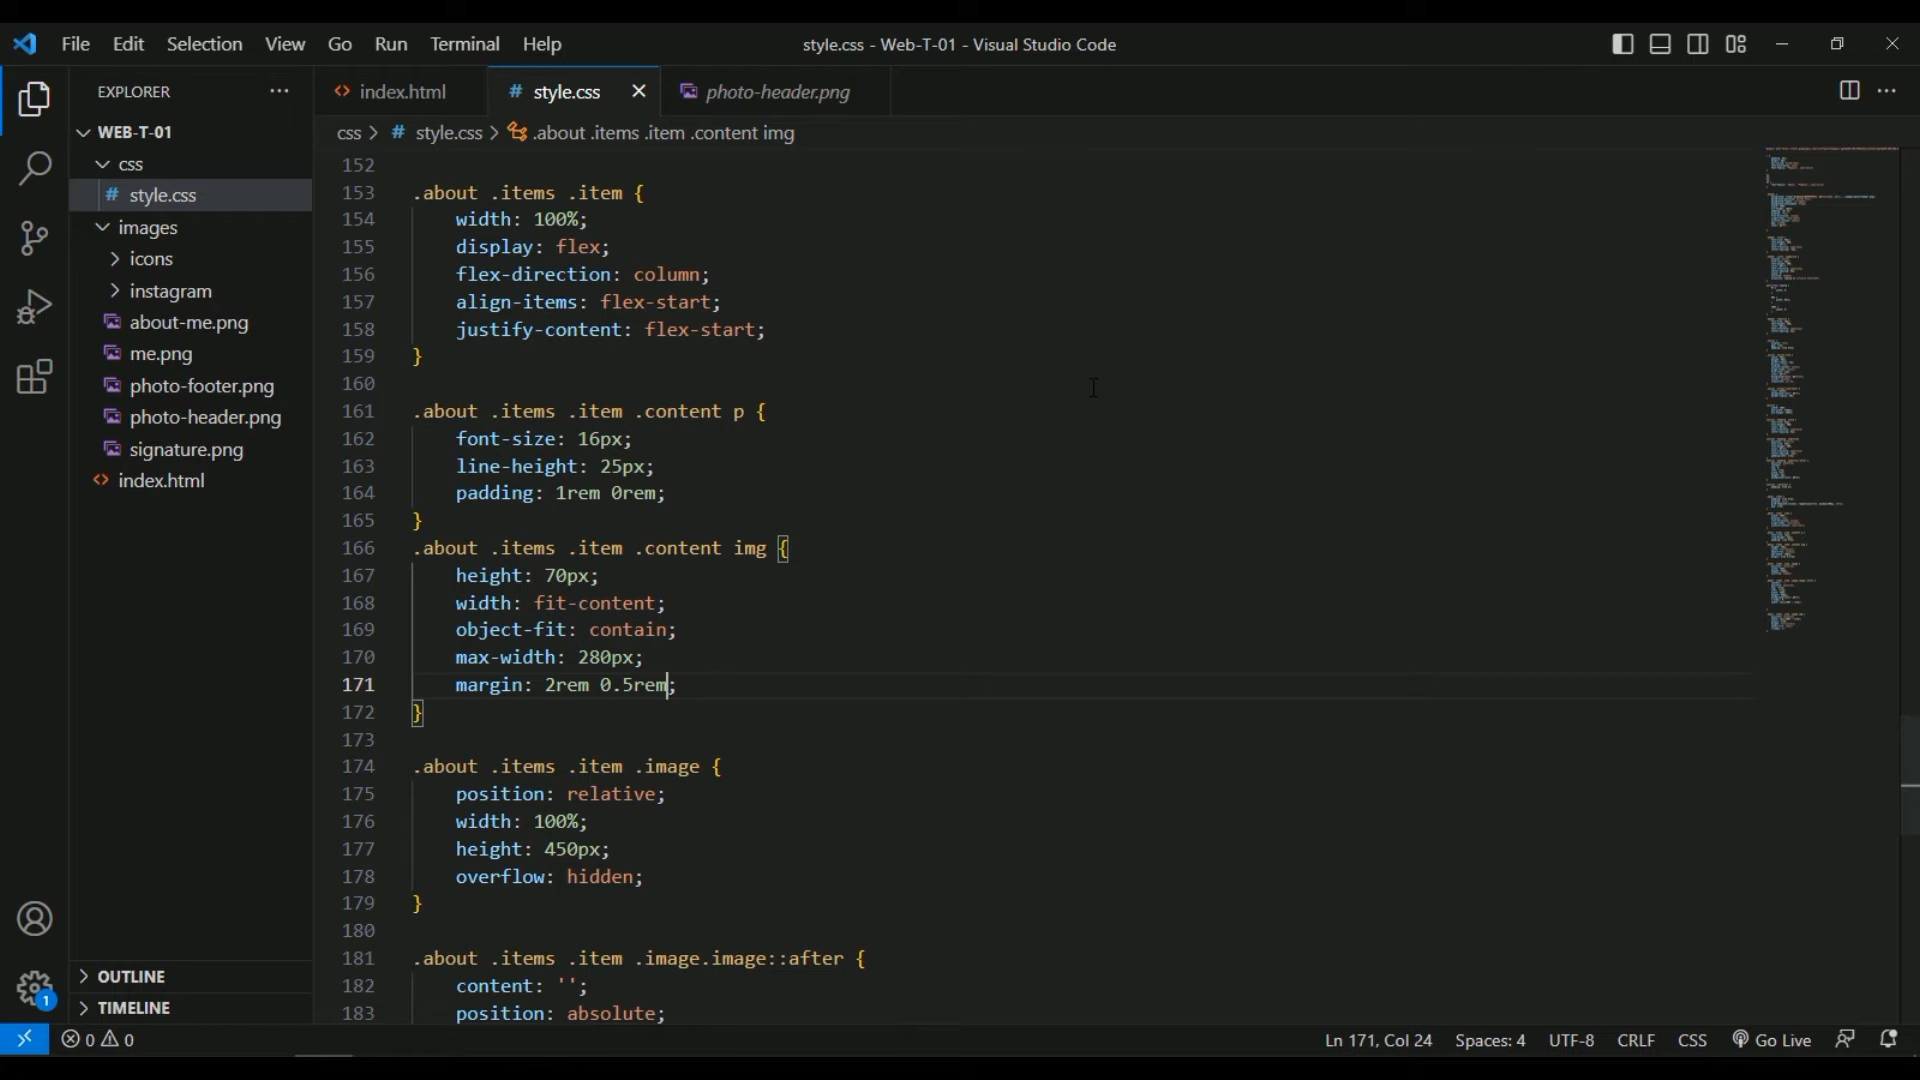 File Edit Selection View Go Run Terminal Help
style.css - Web-T-01 - Visual Studio Code
EXPLORER
WEB-T-01
css
# style.css
images
icons
instagram
about-me.png
me.png
photo-footer.png
photo-header.png
signature.png
index.html
OUTLINE
TIMELINE
index.html
# style.css
photo-header.png
css > # style.css > .about .items .item .content img
152
153 .about .items .item {
154 width: 100%;
155 display: flex;
156 flex-direction: column;
157 align-items: flex-start;
158 justify-content: flex-start;
159 }
160
161 .about .items .item .content p {
162 font-size: 16px;
163 line-height: 25px;
164 padding: 1rem 0rem;
165 }
166 .about .items .item .content img {
167 height: 70px;
168 width: fit-content;
169 object-fit: contain;
170 max-width: 280px;
171 margin: 2rem 0.5rem;
172 }
173
174 .about .items .item .image {
175 position: relative;
176 width: 100%;
177 height: 450px;
178 overflow: hidden;
179 }
180
181 .about .items .item .image.image::after {
182 content: '';
183 position: absolute;
1
0 0
Ln 171, Col 24 Spaces: 4 UTF-8 CRLF CSS Go Live